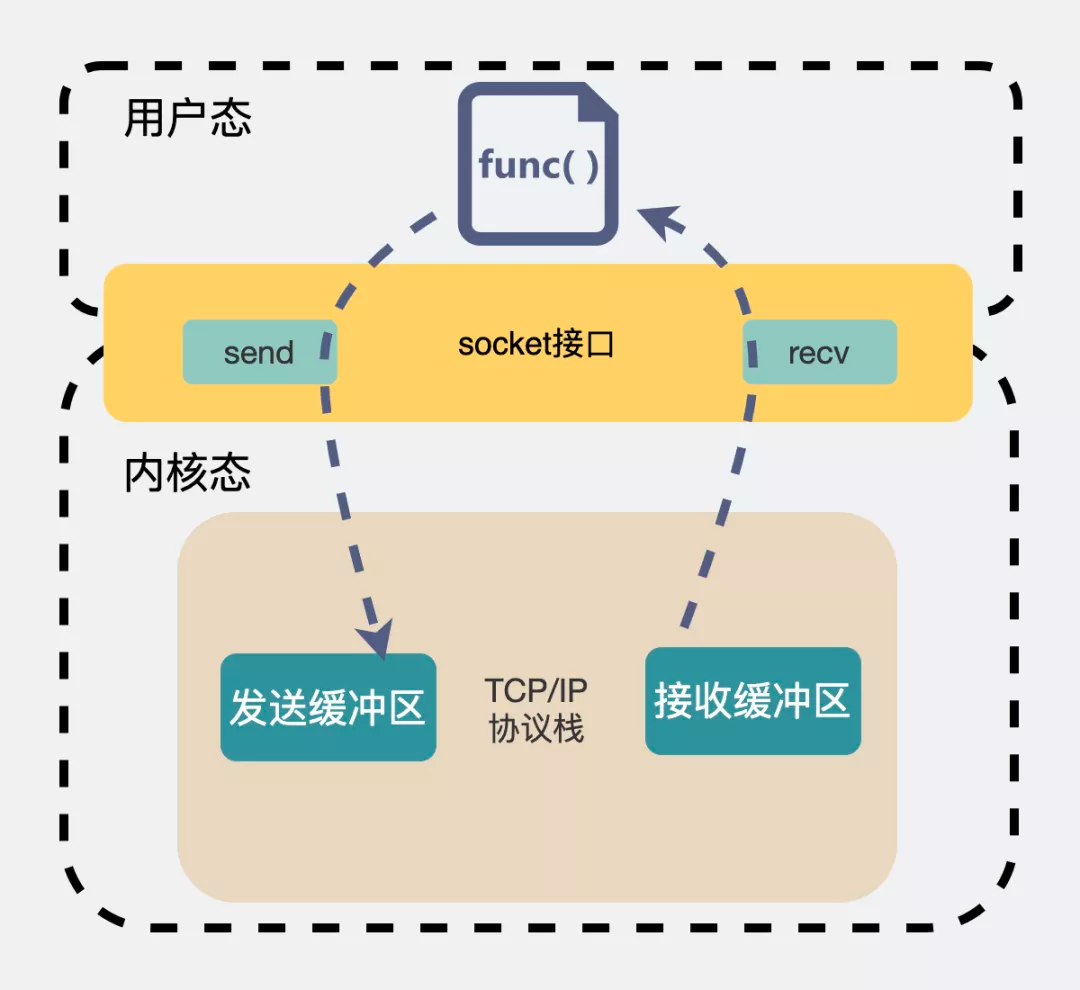 用户态
func( )
send
socket接口
recv
内核态
发送缓冲区
TCP/IP
协议栈
接收缓冲区